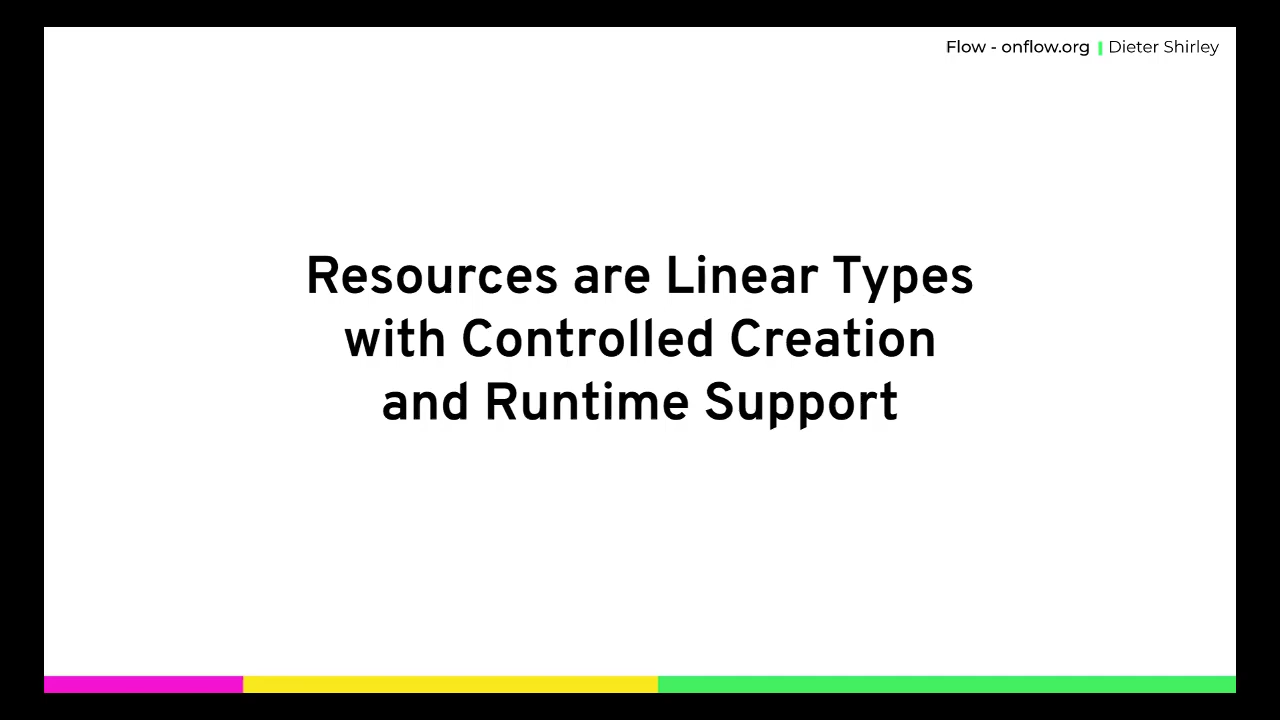 Flow - onflow.org | Dieter Shirley
Resources are Linear Types
with Controlled Creation
and Runtime Support